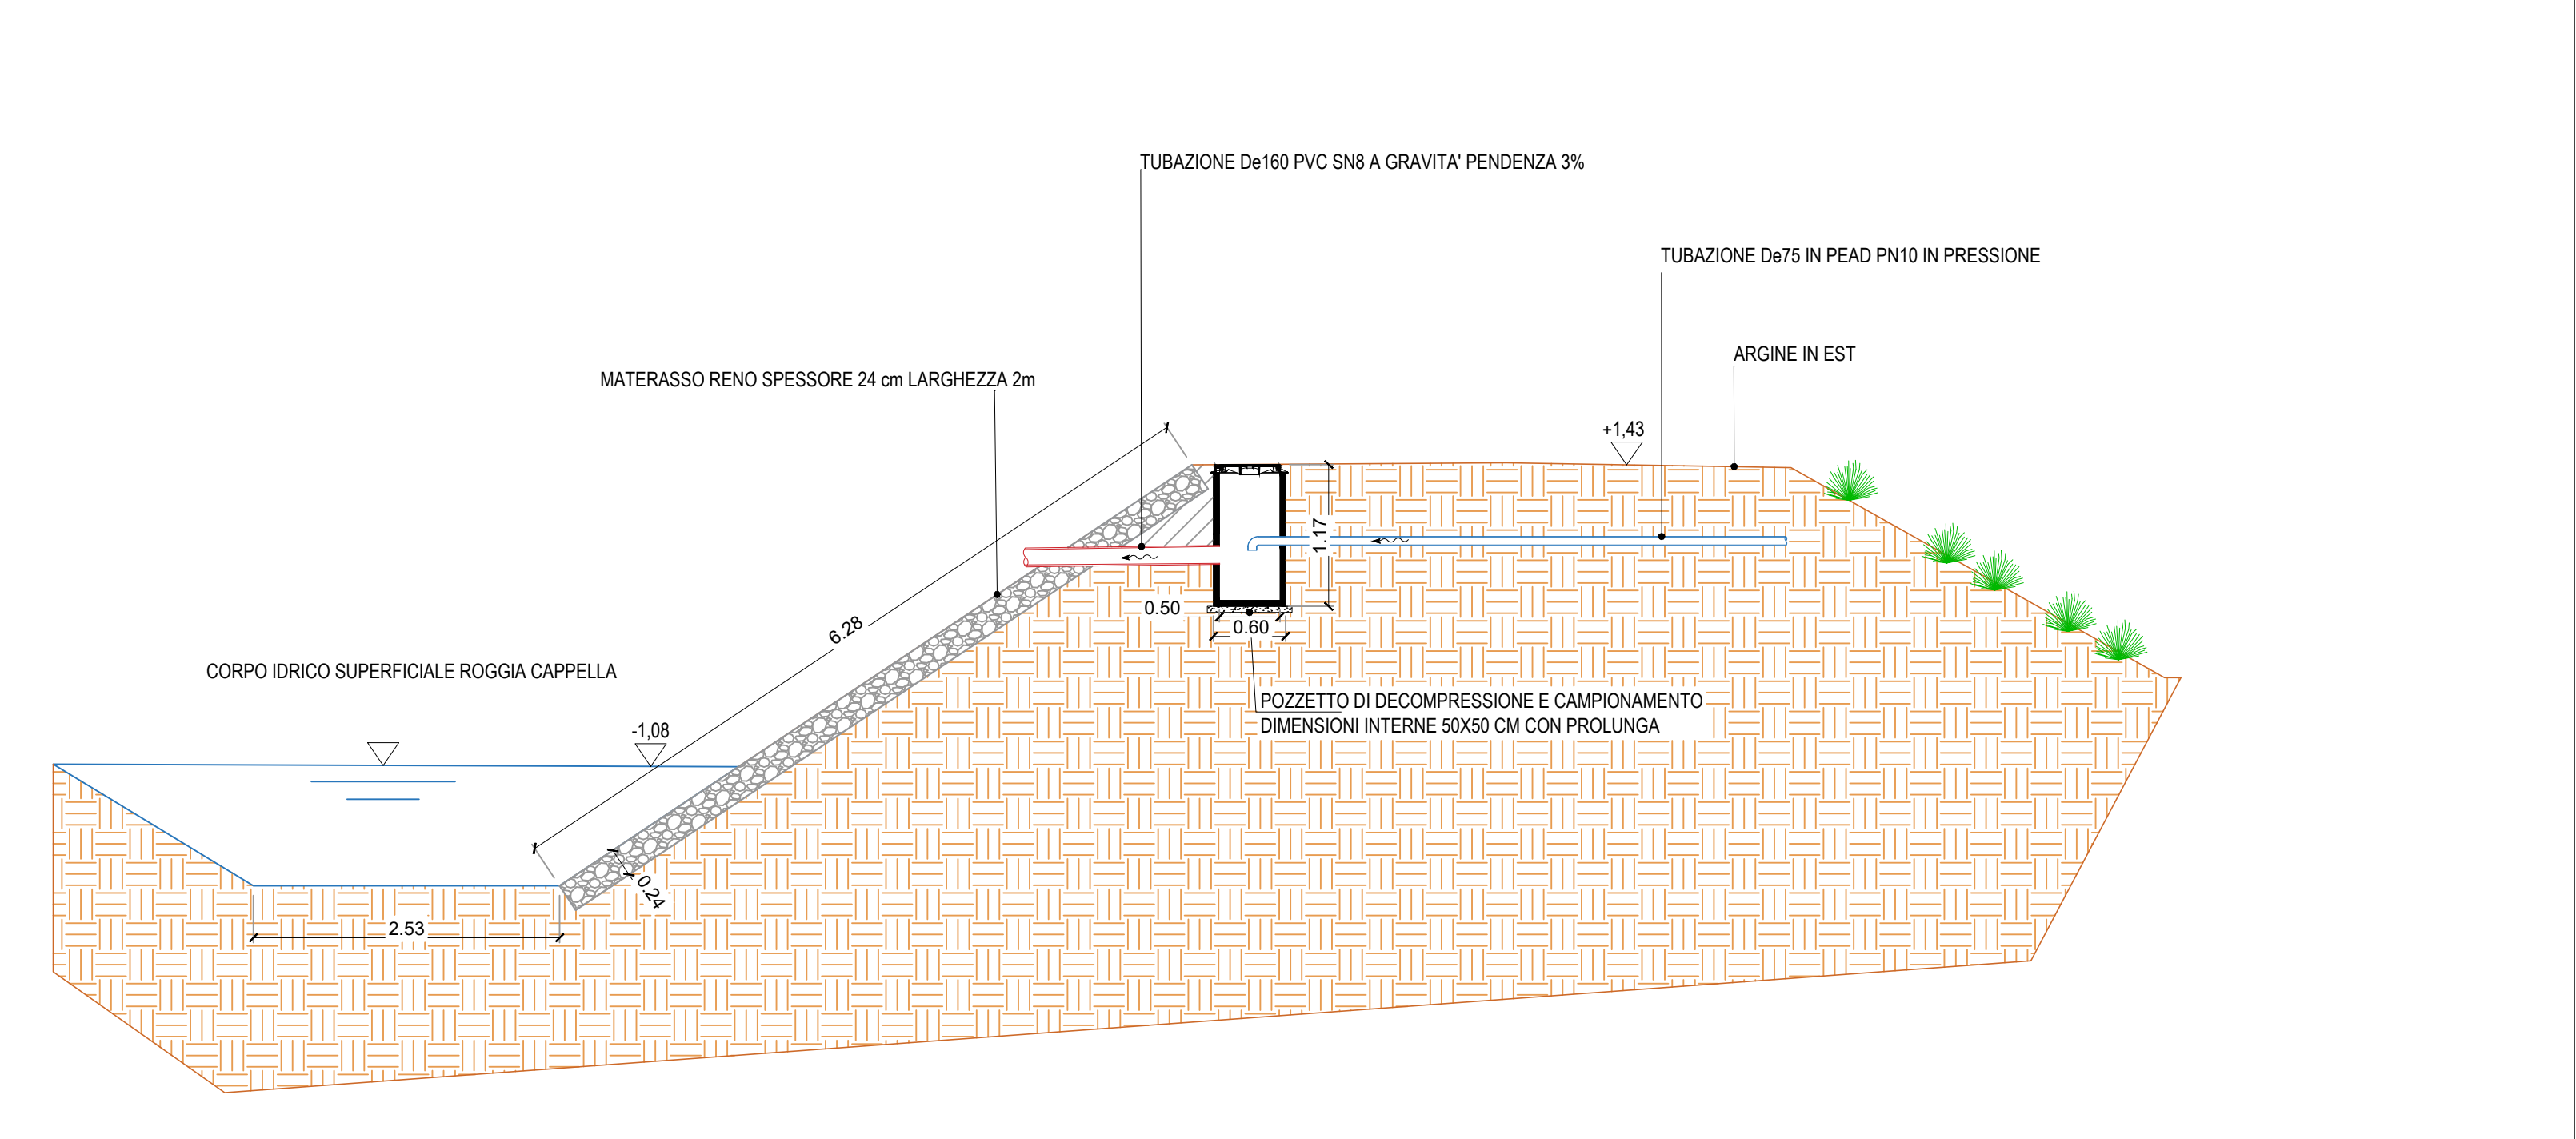 TUBAZIONE De160 PVC SN8 A GRAVITA' PENDENZA 3%
TUBAZIONE De75 IN PEAD PN10 IN PRESSIONE
ARGINE IN EST
MATERASSO RENO SPESSORE 24 cm LARGHEZZA 2m
+1,43
1.17
0.50
0.60
6.28
CORPO IDRICO SUPERFICIALE ROGGIA CAPPELLA
POZZETTO DI DECOMPRESSIONE E CAMPIONAMENTO
DIMENSIONI INTERNE 50X50 CM CON PROLUNGA
-1,08
0.24
2.53